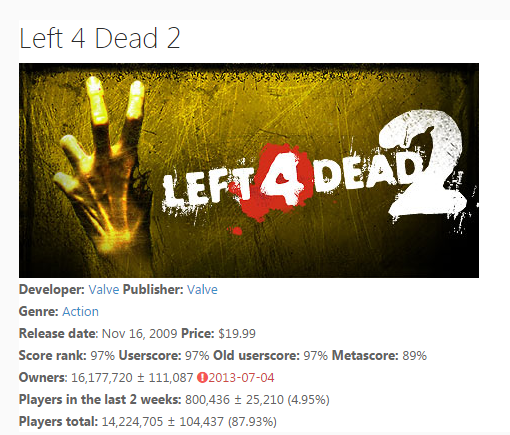 Left 4 Dead 2
LEFT 4 DEAD 2
Developer: Valve Publisher: Valve
Genre: Action
Release date: Nov 16, 2009 Price: $19.99
Score rank: 97% Userscore: 97% Old userscore: 97% Metascore: 89%
Owners: 16,177,720 ± 111,087 2013-07-04
Players in the last 2 weeks: 800,436 ± 25,210 (4.95%)
Players total: 14,224,705 ± 104,437 (87.93%)